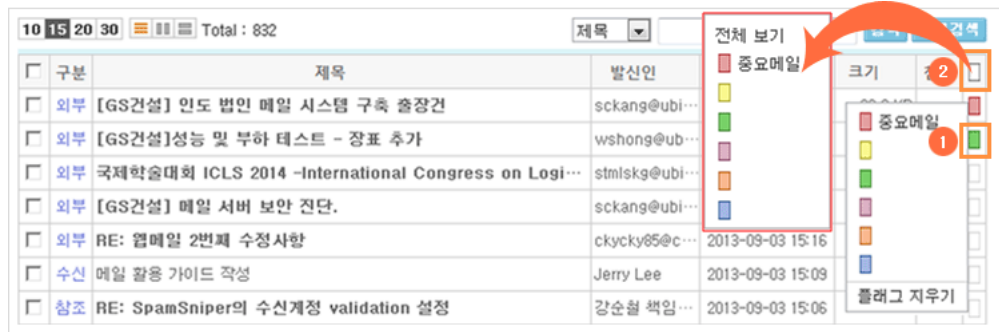 10 15 20 30 Total : 832 제목
구분 제목 발신인 크기
외부 [GS건설] 인도 법인 메일 시스템 구축 출장건 sckang@ubi···
외부 [GS건설]성능 및 부하 테스트 - 장표 추가 wshong@ub···
외부 국제학술대회 ICLS 2014 -International Congress on Logi··· stmlskg@ubi···
외부 [GS건설] 메일 서버 보안 진단. sckang@ubi···
외부 RE: 웹메일 2번째 수정사항 ckycky85@c··· 2013-09-03 15:16
수신 메일 활용 가이드 작성 Jerry Lee 2013-09-03 15:09
참조 RE: SpamSniper의 수신계정 validation 설정 강순철 책임··· 2013-09-03 15:06
전체 보기
중요메일
2
중요메일
1
플래그 지우기